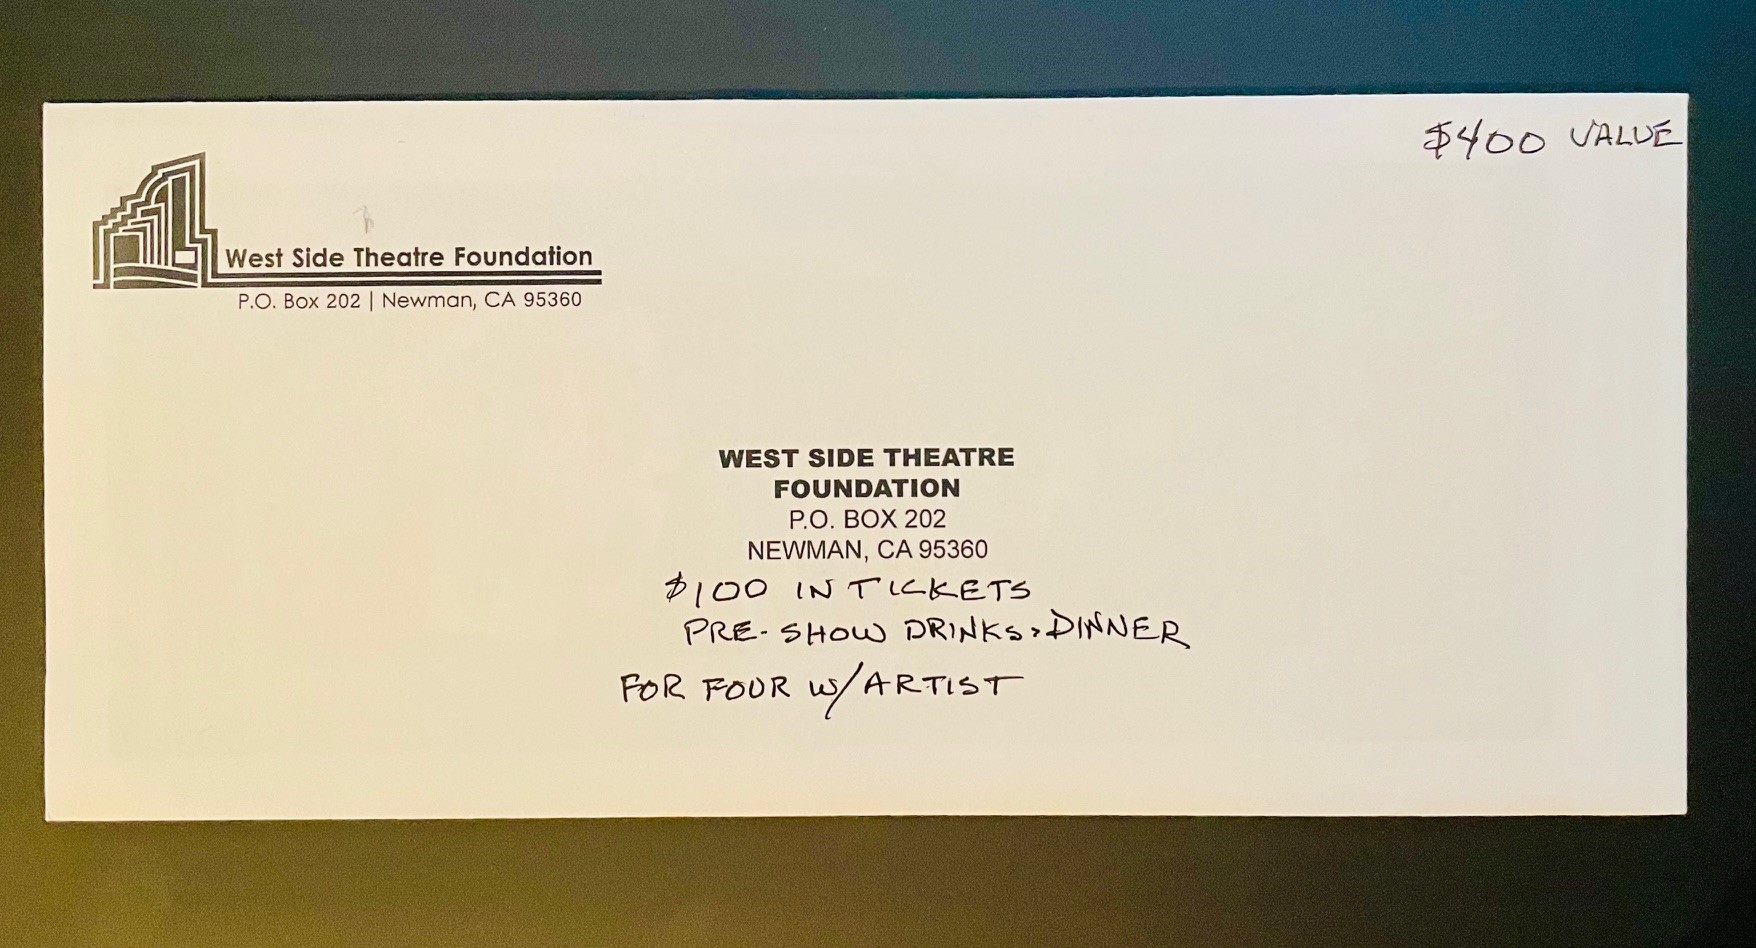 $400 VALUE
West Side Theatre Foundation
P.O. Box 202 | Newman, CA 95360
WEST SIDE THEATRE
FOUNDATION
P.O. BOX 202
NEWMAN, CA 95360
$100 IN TICKETS
PRE-SHOW DRINKS & DINNER
FOR FOUR W/ARTIST